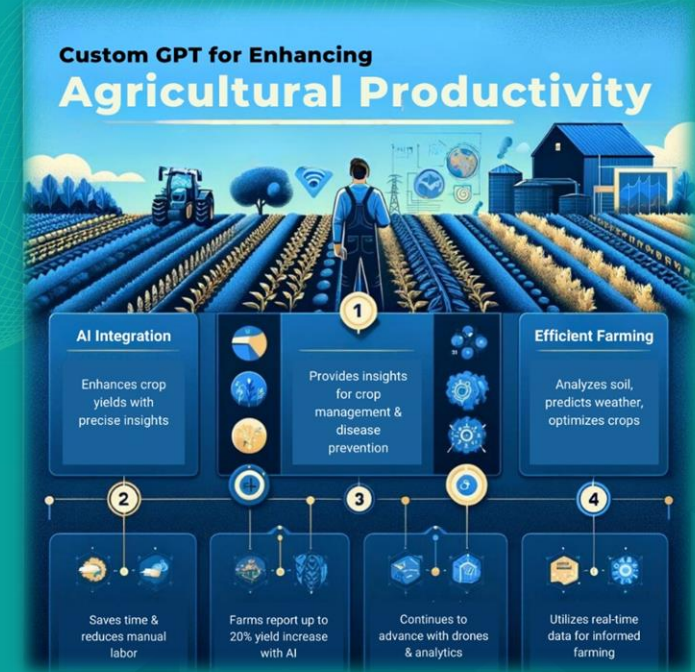 Custom GPT for Enhancing
Agricultural Productivity
1
AI Integration
Enhances crop
yields with
precise insights
Provides insights
for crop
management &
disease
prevention
Efficient Farming
Analyzes soil,
predicts weather,
optimizes crops
2
3
4
Saves time &
reduces manual
labor
Farms report up to
20% yield increase
with AI
Continues to
advance with drones
& analytics
Utilizes real-time
data for informed
farming